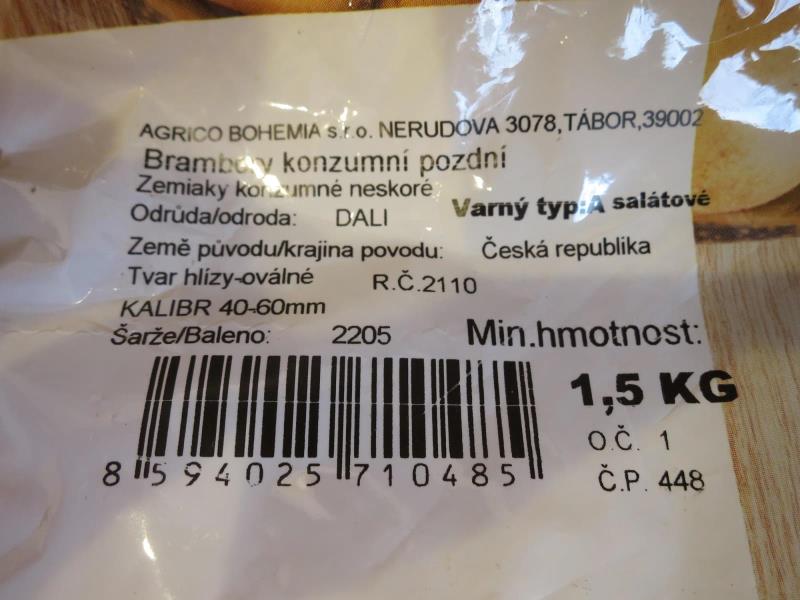 AGRICO BOHEMIA s.r.o. NERUDOVA 3078,TÁBOR,39002
Brambory konzumní pozdní
Zemiaky konzumné neskoré
Varný typ:A salátové
Odrůda/odroda: DALI
Země původu/krajina povodu: Česká republika
Tvar hlízy-oválné R.Č.2110
KALIBR 40-60mm
Šarže/Baleno: 2205
Min.hmotnost:
1,5 KG
O.Č. 1
Č.P. 448
8 594025 710485